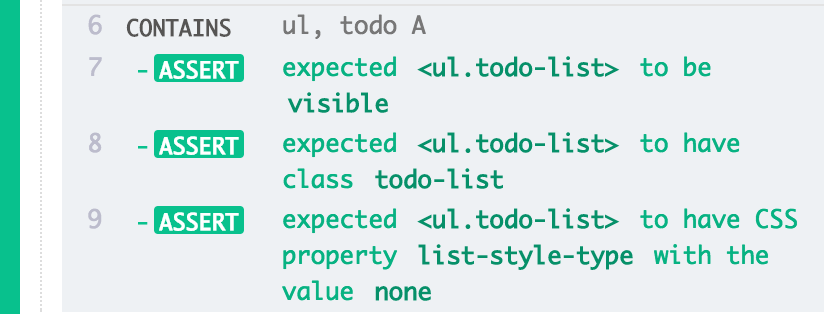 6 CONTAINS ul, todo A
7 -ASSERT expected <ul.todo-list> to be
visible
8 -ASSERT expected <ul.todo-list> to have
class todo-list
9 -ASSERT expected <ul.todo-list> to have CSS
property list-style-type with the
value none